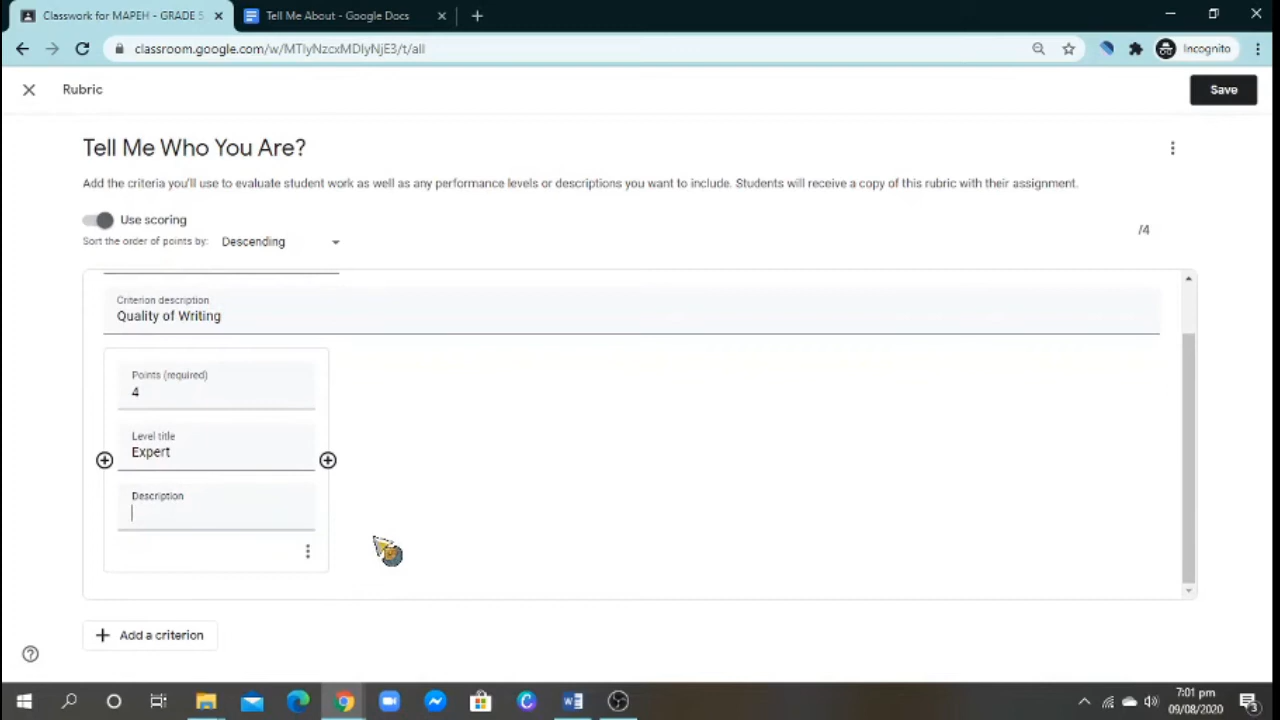 Classwork for MAPEH - GRADE 5
Tell Me About - Google Docs
classroom.google.com/w/MTIyNzcxMDIyNjE3/t/all
Incognito
Rubric
Save
Tell Me Who You Are?
Add the criteria you'll use to evaluate student work as well as any performance levels or descriptions you want to include. Students will receive a copy of this rubric with their assignment.
Use scoring
Sort the order of points by:
Descending
/4
Criterion description
Quality of Writing
Points (required)
4
Level title
Expert
Description
Add a criterion
7:01 pm
09/08/2020
3